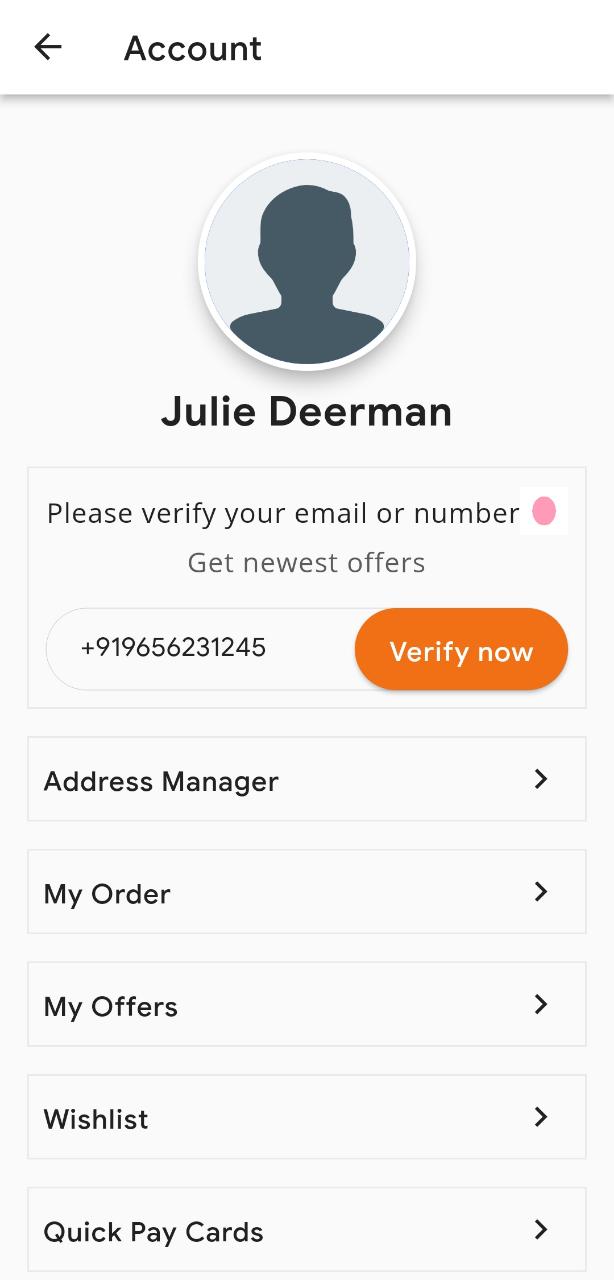 Account
Julie Deerman
Please verify your email or number
Get newest offers
+919656231245
Verify now
Address Manager
My Order
My Offers
Wishlist
Quick Pay Cards